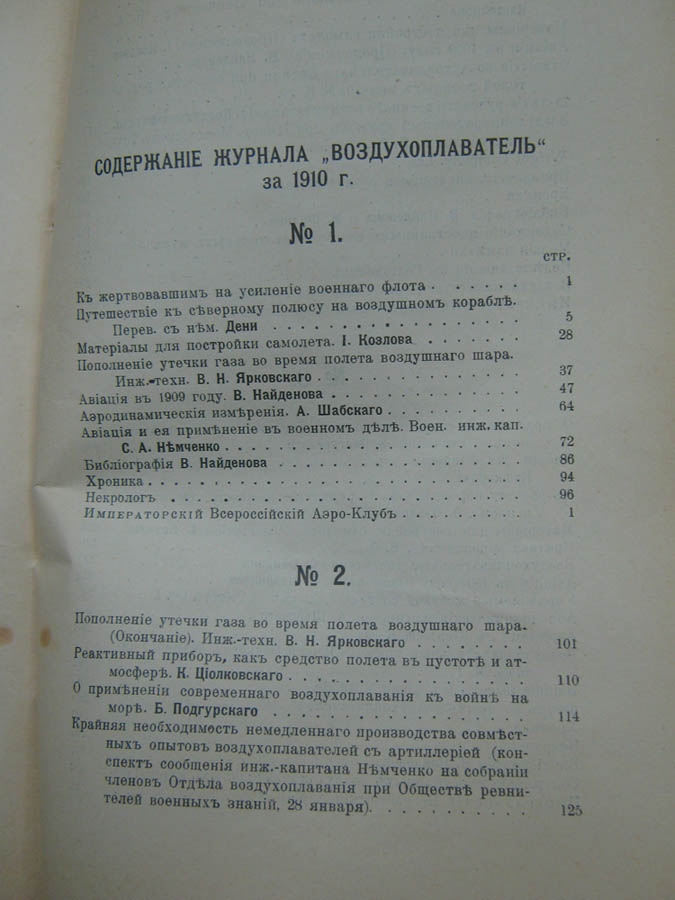 СОДЕРЖАНІЕ ЖУРНАЛА „ВОЗДУХОПЛАВАТЕЛЬ“
за 1910 г.
№ 1.
СТР.
Къ жертвовавшим на усиленіе военнаго флота . . . . . . 1
Путешествіе къ сѣверному полюсу на воздушном кораблѣ.
Перев. съ нѣм. Дени . . . . . . . . . . . . . . . 5
Матеріалы для постройки самолета. І. Козлова . . . . . . . 28
Пополненіе утечки газа во время полета воздушнаго шара.
Инж.-техн. В. Н. Ярковскаго . . . . . . . . . . . . 37
Авіація въ 1909 году. В. Найденова . . . . . . . . . . . 47
Аэродинамическія измѣренія. А. Шабскаго . . . . . . . . 64
Авіація и ея примѣненіе въ военном дѣлѣ. Воен. инж. кап.
С. А. Нѣмченко . . . . . . . . . . . . . . . . . . 72
Библіографія В. Найденова . . . . . . . . . . . . . . . 86
Хроника . . . . . . . . . . . . . . . . . . . . . . 94
Некрологъ . . . . . . . . . . . . . . . . . . . . . 96
Императорскій Всероссійскій Аэро-Клубъ . . . . . . . . . 1
№ 2.
Пополненіе утечки газа во время полета воздушнаго шара.
(Окончаніе). Инж.-техн. В. Н. Ярковскаго . . . . . . . . 101
Реактивный прибор, какъ средство полета въ пустотѣ и ат-
мосферѣ. К. Ціолковскаго . . . . . . . . . . . . . . . 110
О примѣненіи современнаго воздухоплаванія къ войнѣ на
морѣ. Б. Подгурскаго . . . . . . . . . . . . . . . . 114
Крайняя необходимость немедленнаго производства совмѣст-
ныхъ опытов воздухоплавателей съ артиллеріей (кон-
спектъ сообщенія инж.-капитана Нѣмченко на собраніи
членовъ Отдѣла воздухоплаванія при Обществѣ ревни-
телей военныхъ знаній, 28 января). . . . . . . . . . . 125